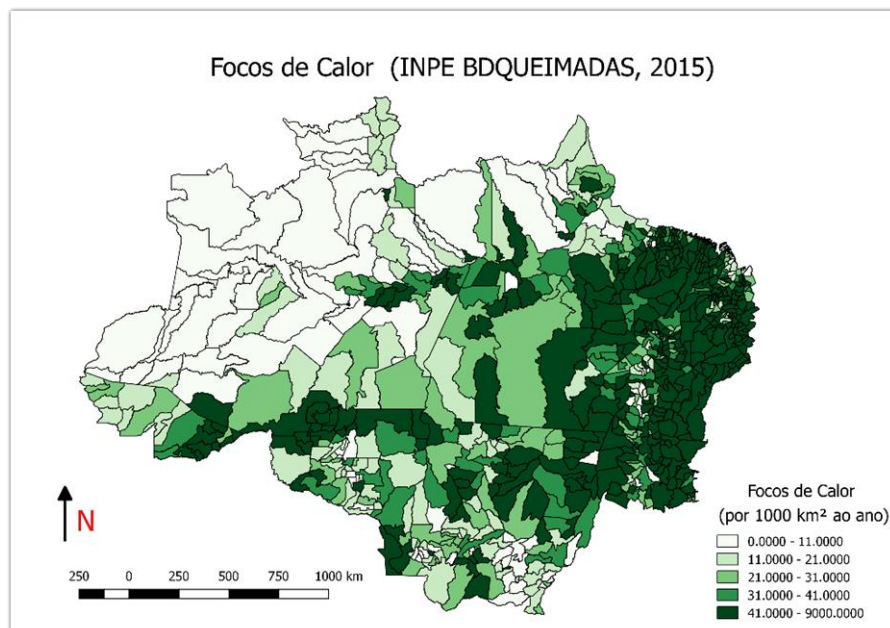 Focos de Calor (INPE BDQUEIMADAS, 2015)
N
250 0 250 500 750 1000 km
Focos de Calor
(por 1000 km² ao ano)
0.0000 - 11.0000
11.0000 - 21.0000
21.0000 - 31.0000
31.0000 - 41.0000
41.0000 - 9000.0000